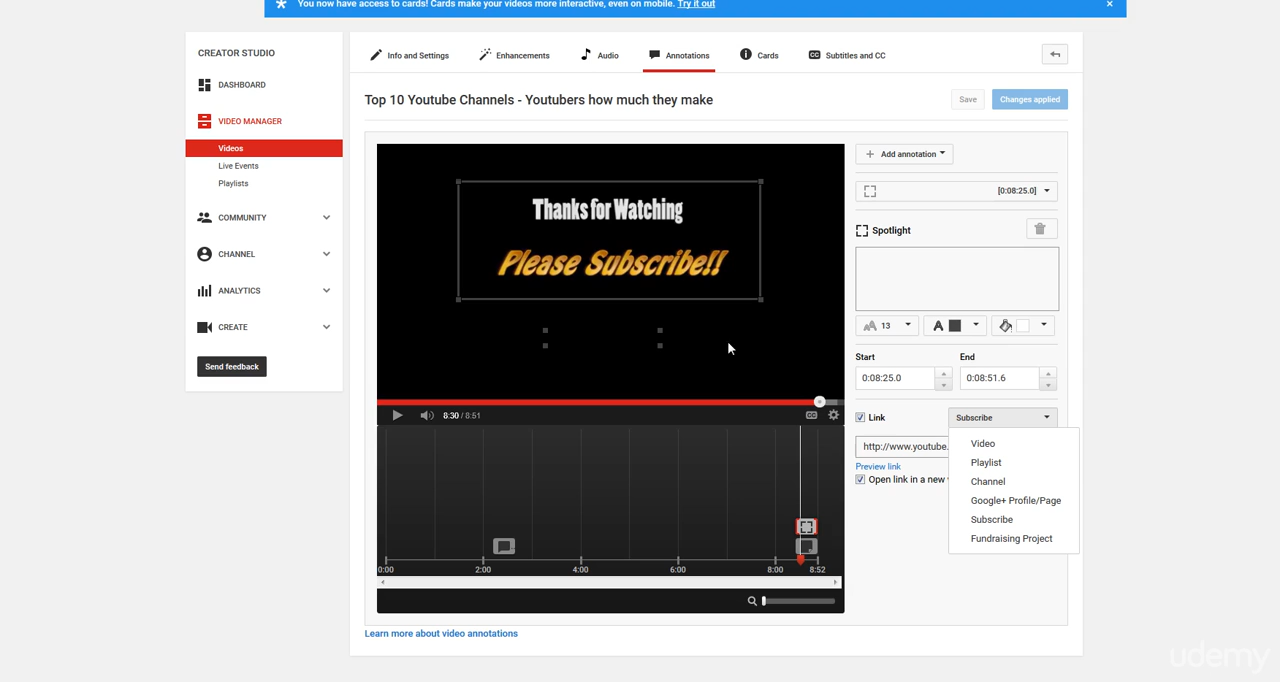 You now have access to cards! Cards make your videos more interactive, even on mobile. Try it out
CREATOR STUDIO
DASHBOARD
VIDEO MANAGER
Videos
Live Events
Playlists
COMMUNITY
CHANNEL
ANALYTICS
CREATE
Send feedback
Info and Settings
Enhancements
Audio
Annotations
Cards
CC Subtitles and CC
Top 10 Youtube Channels - Youtubers how much they make
Save
Changes applied
Thanks for Watching
Please Subscribe!!
8:30 / 8:51
CC
0:00 2:00 4:00 6:00 8:00 8:52
Learn more about video annotations
+ Add annotation
[0:08:25.0]
Spotlight
AA 13
A
Start
End
0:08:25.0
0:08:51.6
Link
Subscribe
http://www.youtube.
Preview link
Open link in a new
Video
Playlist
Channel
Google+ Profile/Page
Subscribe
Fundraising Project
udemy